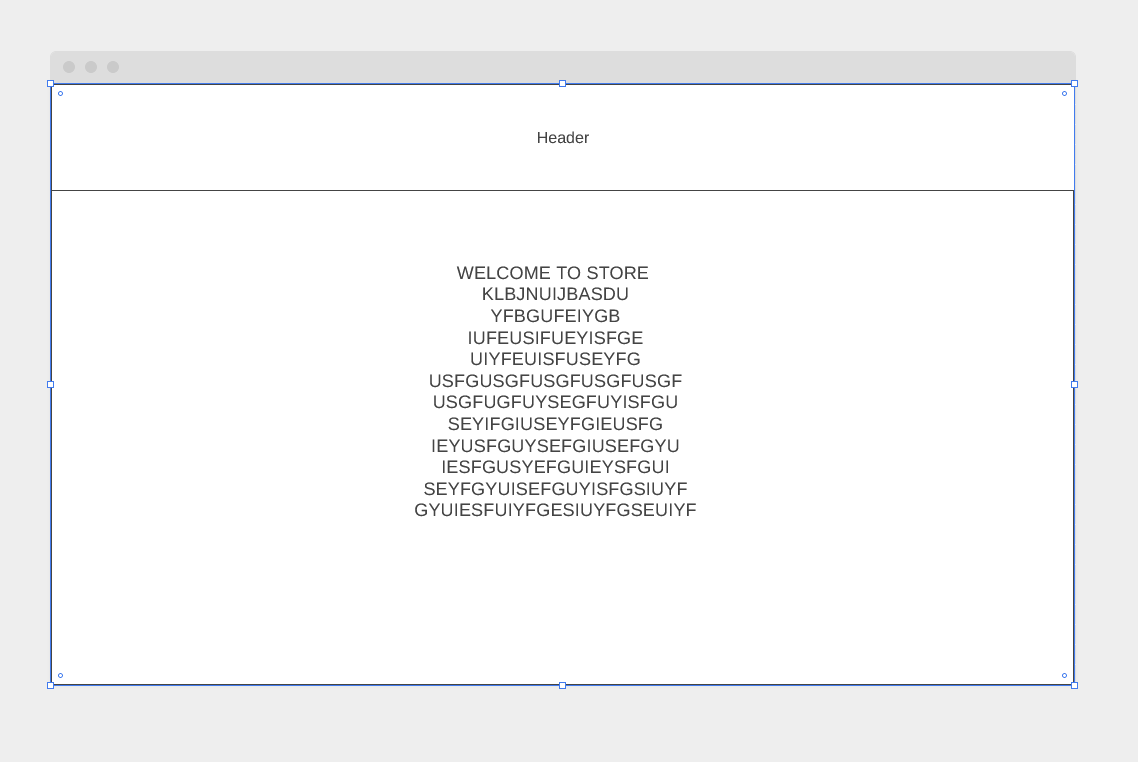 Header
WELCOME TO STORE
KLBJNUIJBASDU
YFBGUFEIYGB
IUFEUSIFUEYISFGE
UIYFEUISFUSEYFG
USFGUSGFUSGFUSGFUSGF
USGFUGFUYSEGFUYISFGU
SEYIFGIUSEYFGIEUSFG
IEYUSFGUYSEFGIUSEFGYU
IESFGUSYEFGUIEYSFGUI
SEYFGYUISEFGUYISFGSIUYF
GYUIESFUIYFGESIUYFGSEUIYF